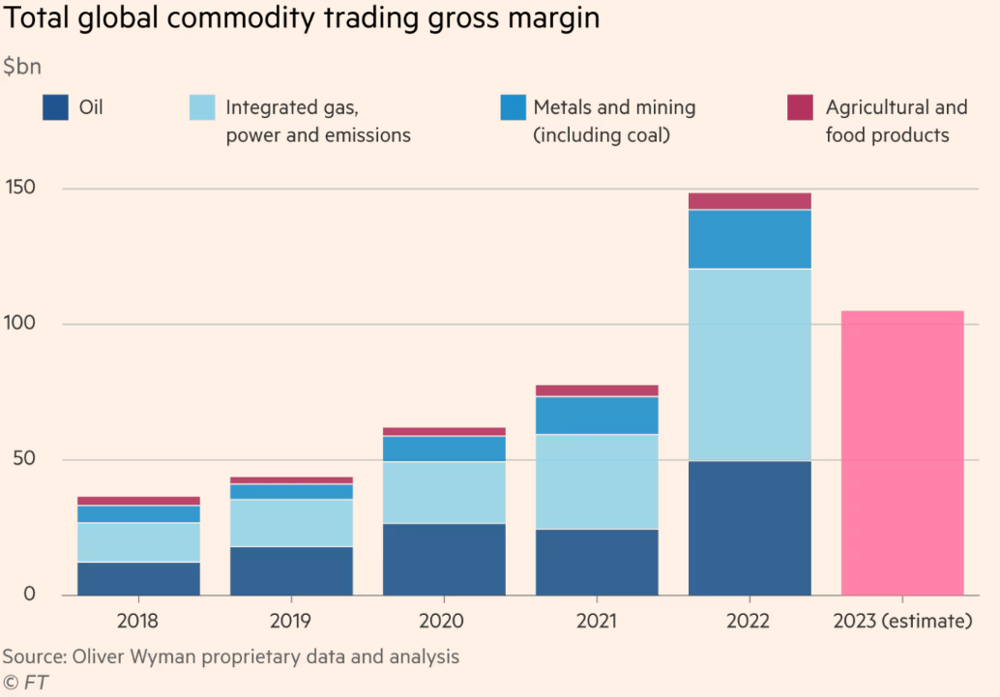 Total global commodity trading gross margin
$bn
Oil
Integrated gas,
power and emissions
Metals and mining
(including coal)
Agricultural and
food products
150
100
50
0
2018
2019
2020
2021
2022
2023 (estimate)
Source: Oliver Wyman proprietary data and analysis
© FT